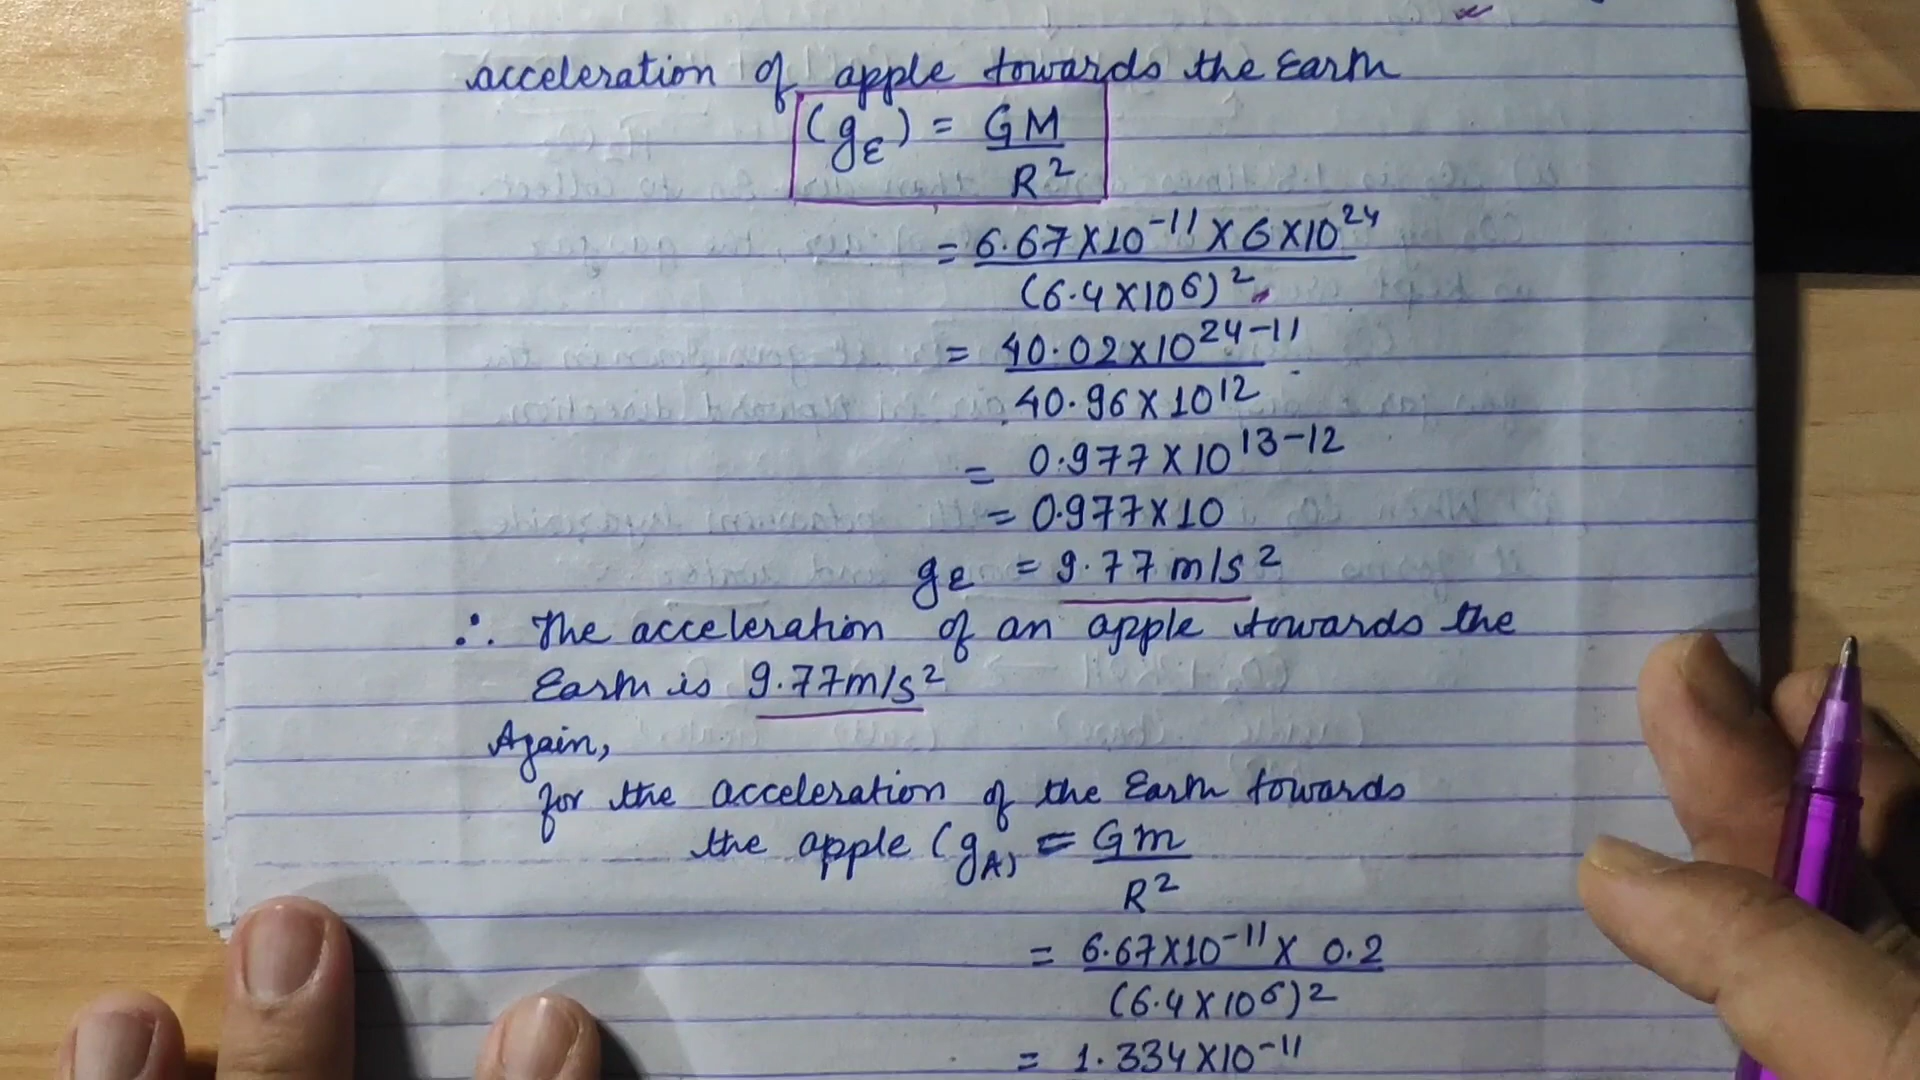 acceleration of apple towards the Earth
(gE) = GM
R²
= 6.67×10⁻¹¹×6×10²⁴
(6.4×10⁶)²
= 40.02×10²⁴⁻¹¹
40.96×10¹²
= 0.977×10¹³⁻¹²
= 0.977×10
gE = 9.77 m/s²
∴ The acceleration of an apple towards the
Earth is 9.77m/s²
Again,
for the acceleration of the Earth towards
the apple (gA) = Gm
R²
= 6.67×10⁻¹¹× 0.2
(6.4×10⁶)²
= 1.334×10⁻¹¹